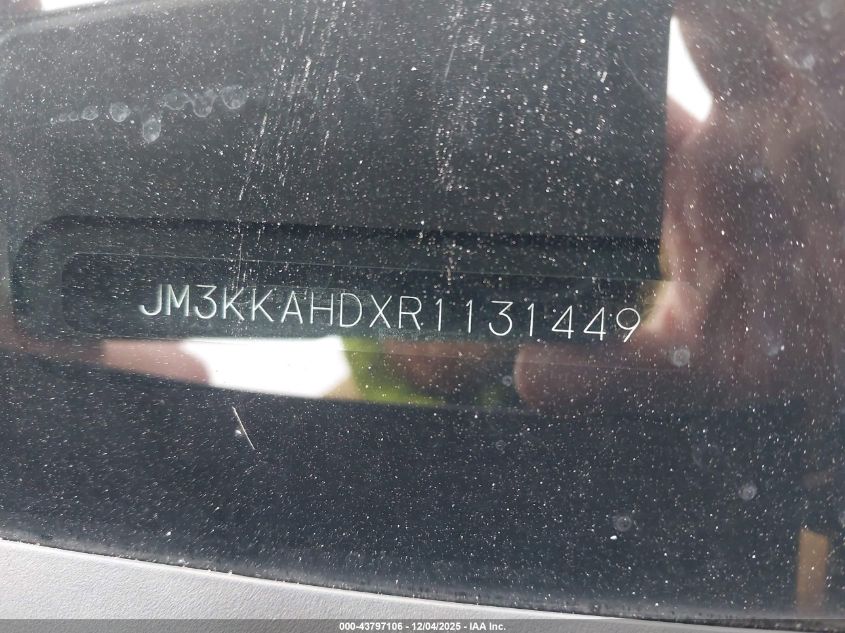 JM3KKAHDXR1131449
000-43797106 - 12/04/2025 - IAA Inc.